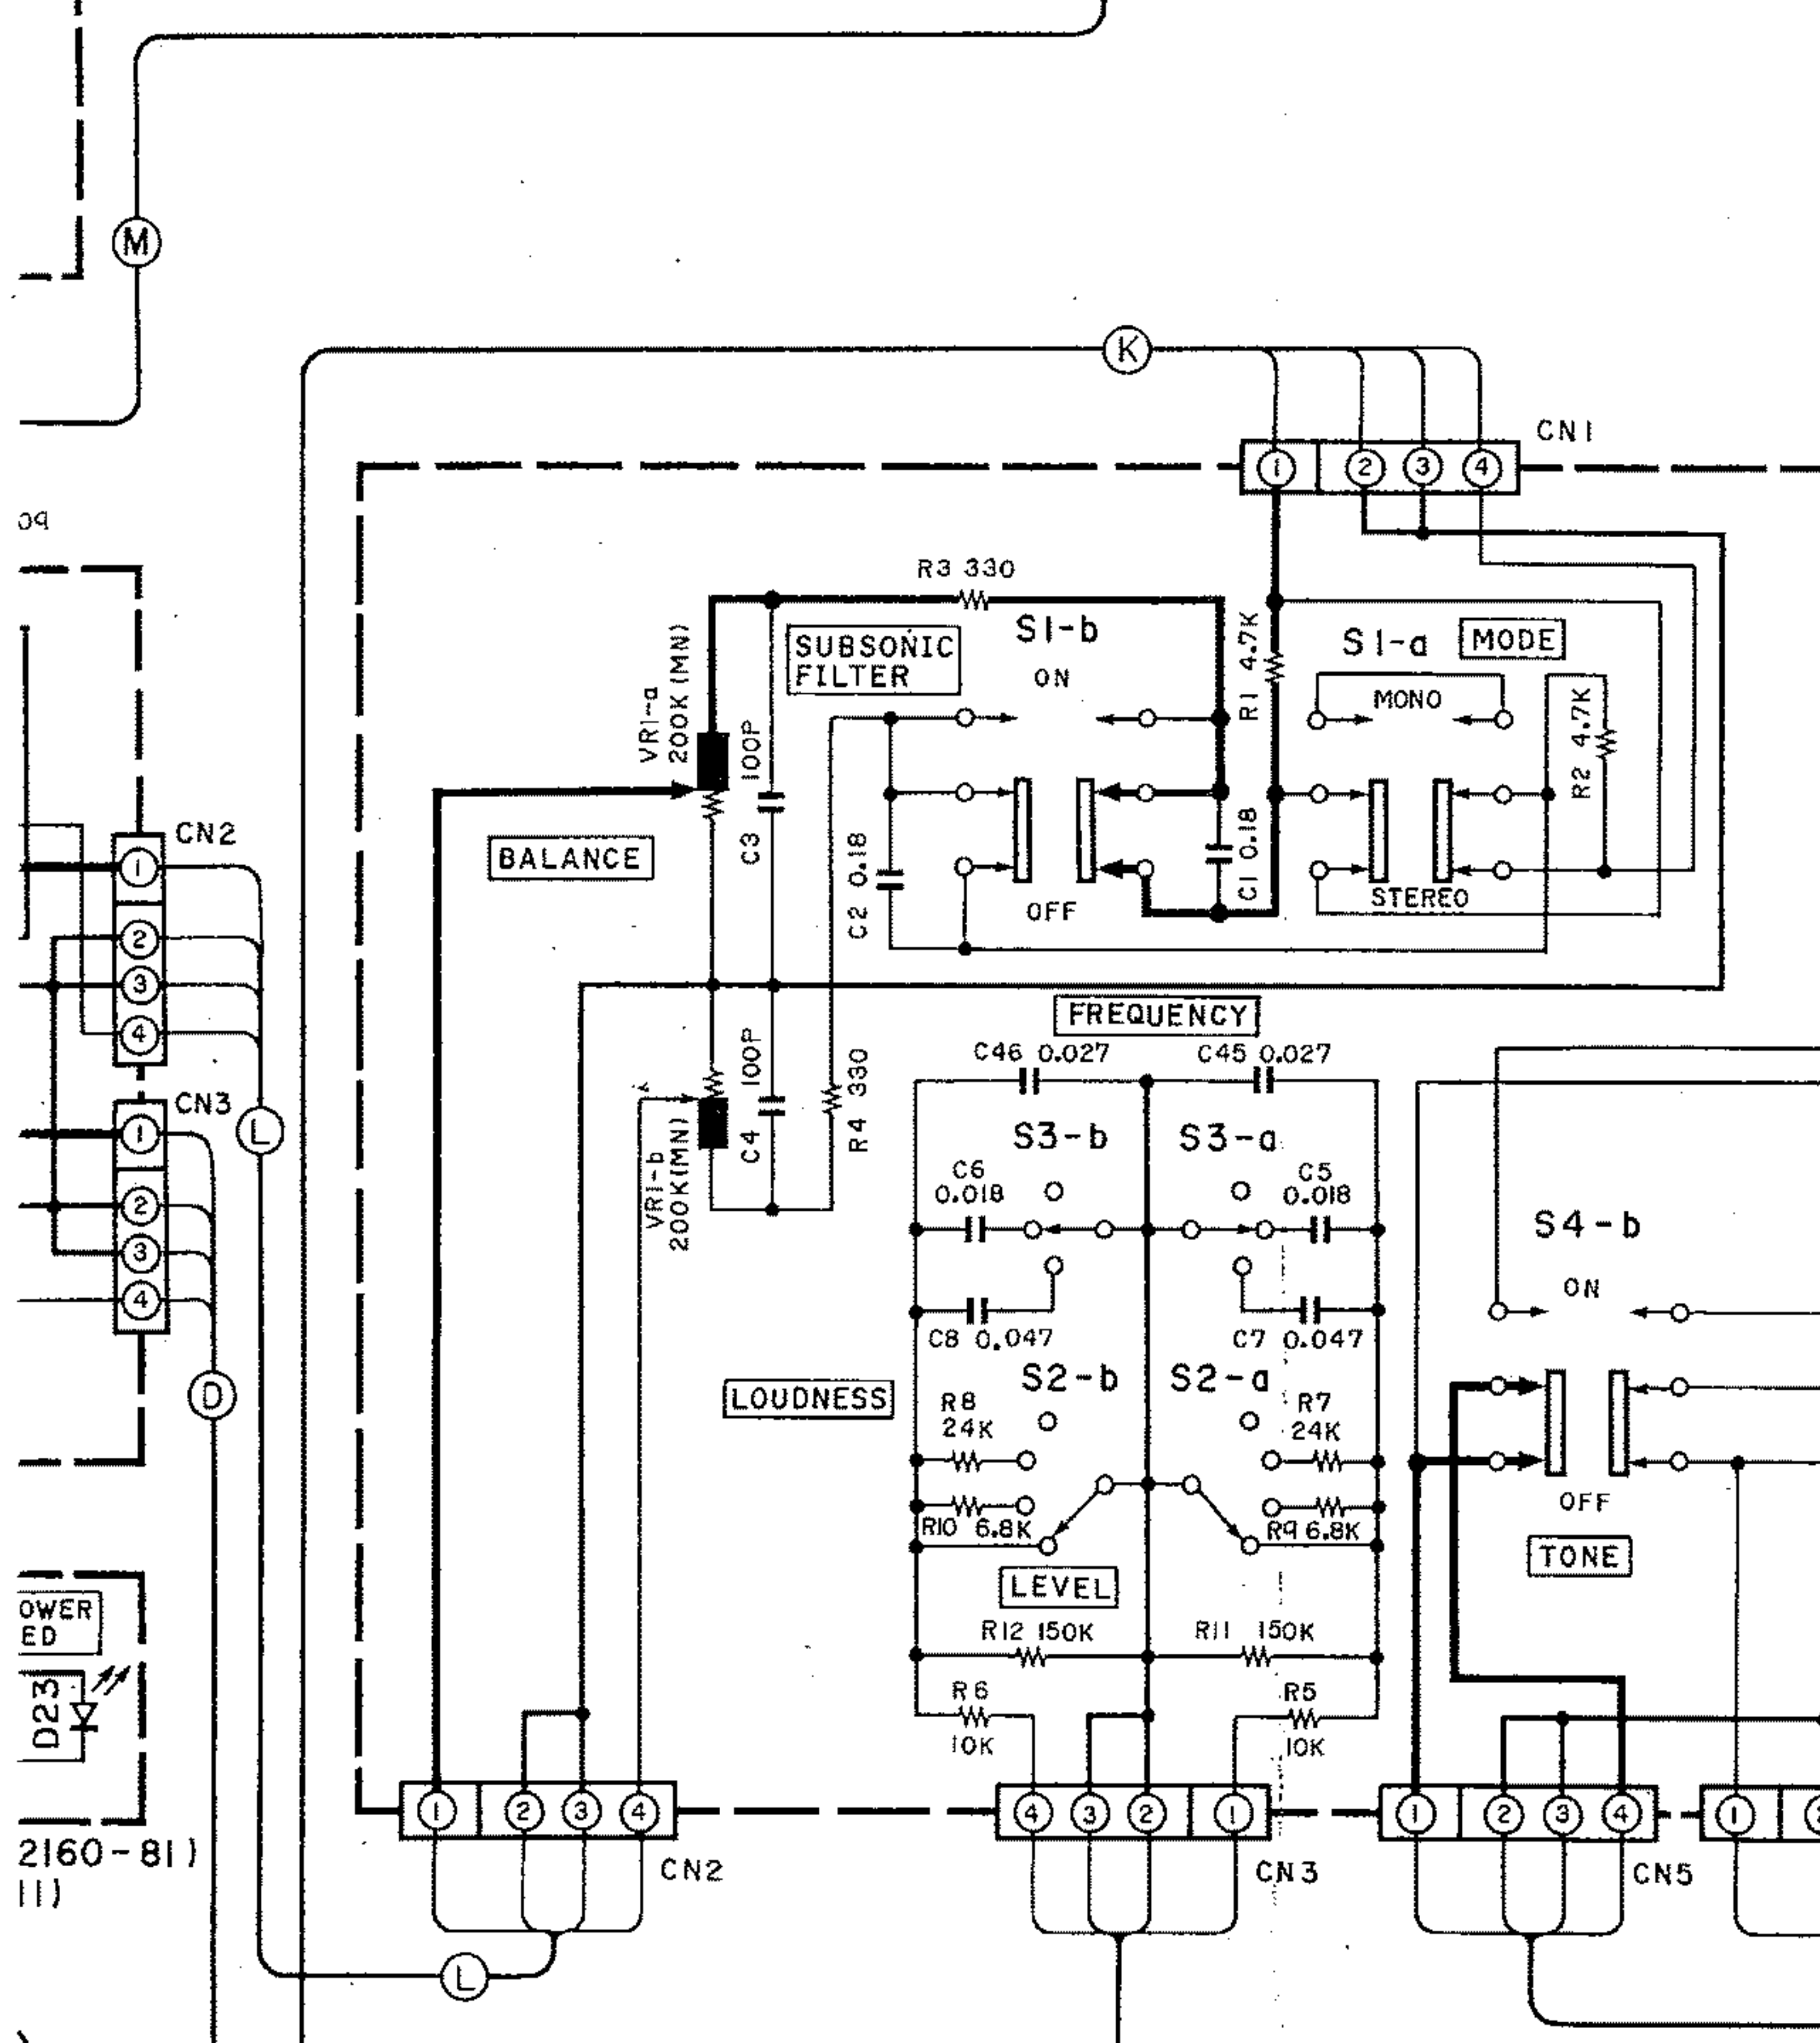 M
K
CN1
1 2 3 4
R3 330
S1-b
SUBSONIC
FILTER
ON
R1 4.7K
S1-a
MODE
MONO
R2 4.7K
VR1-a
200K (MN)
C3 100P
BALANCE
C2 0.18
C1 0.18
OFF
STEREO
CN2
1
2
3
4
CN3
1
2
3
4
L
D
FREQUENCY
C46 0.027
C45 0.027
C4 100P
R4 330
VR1-b
200K(MN)
S3-b
S3-a
C6
0.018
C5
0.018
C8 0.047
C7 0.047
S4-b
ON
LOUDNESS
S2-b
S2-a
R8
24K
R7
24K
R10 6.8K
R9 6.8K
OFF
TONE
LEVEL
R12 150K
R11 150K
R6
10K
R5
10K
OWER
ED
D23
2160-81)
11)
1 2 3 4
CN2
4 3 2 1
CN3
1 2 3 4
CN5
1
L